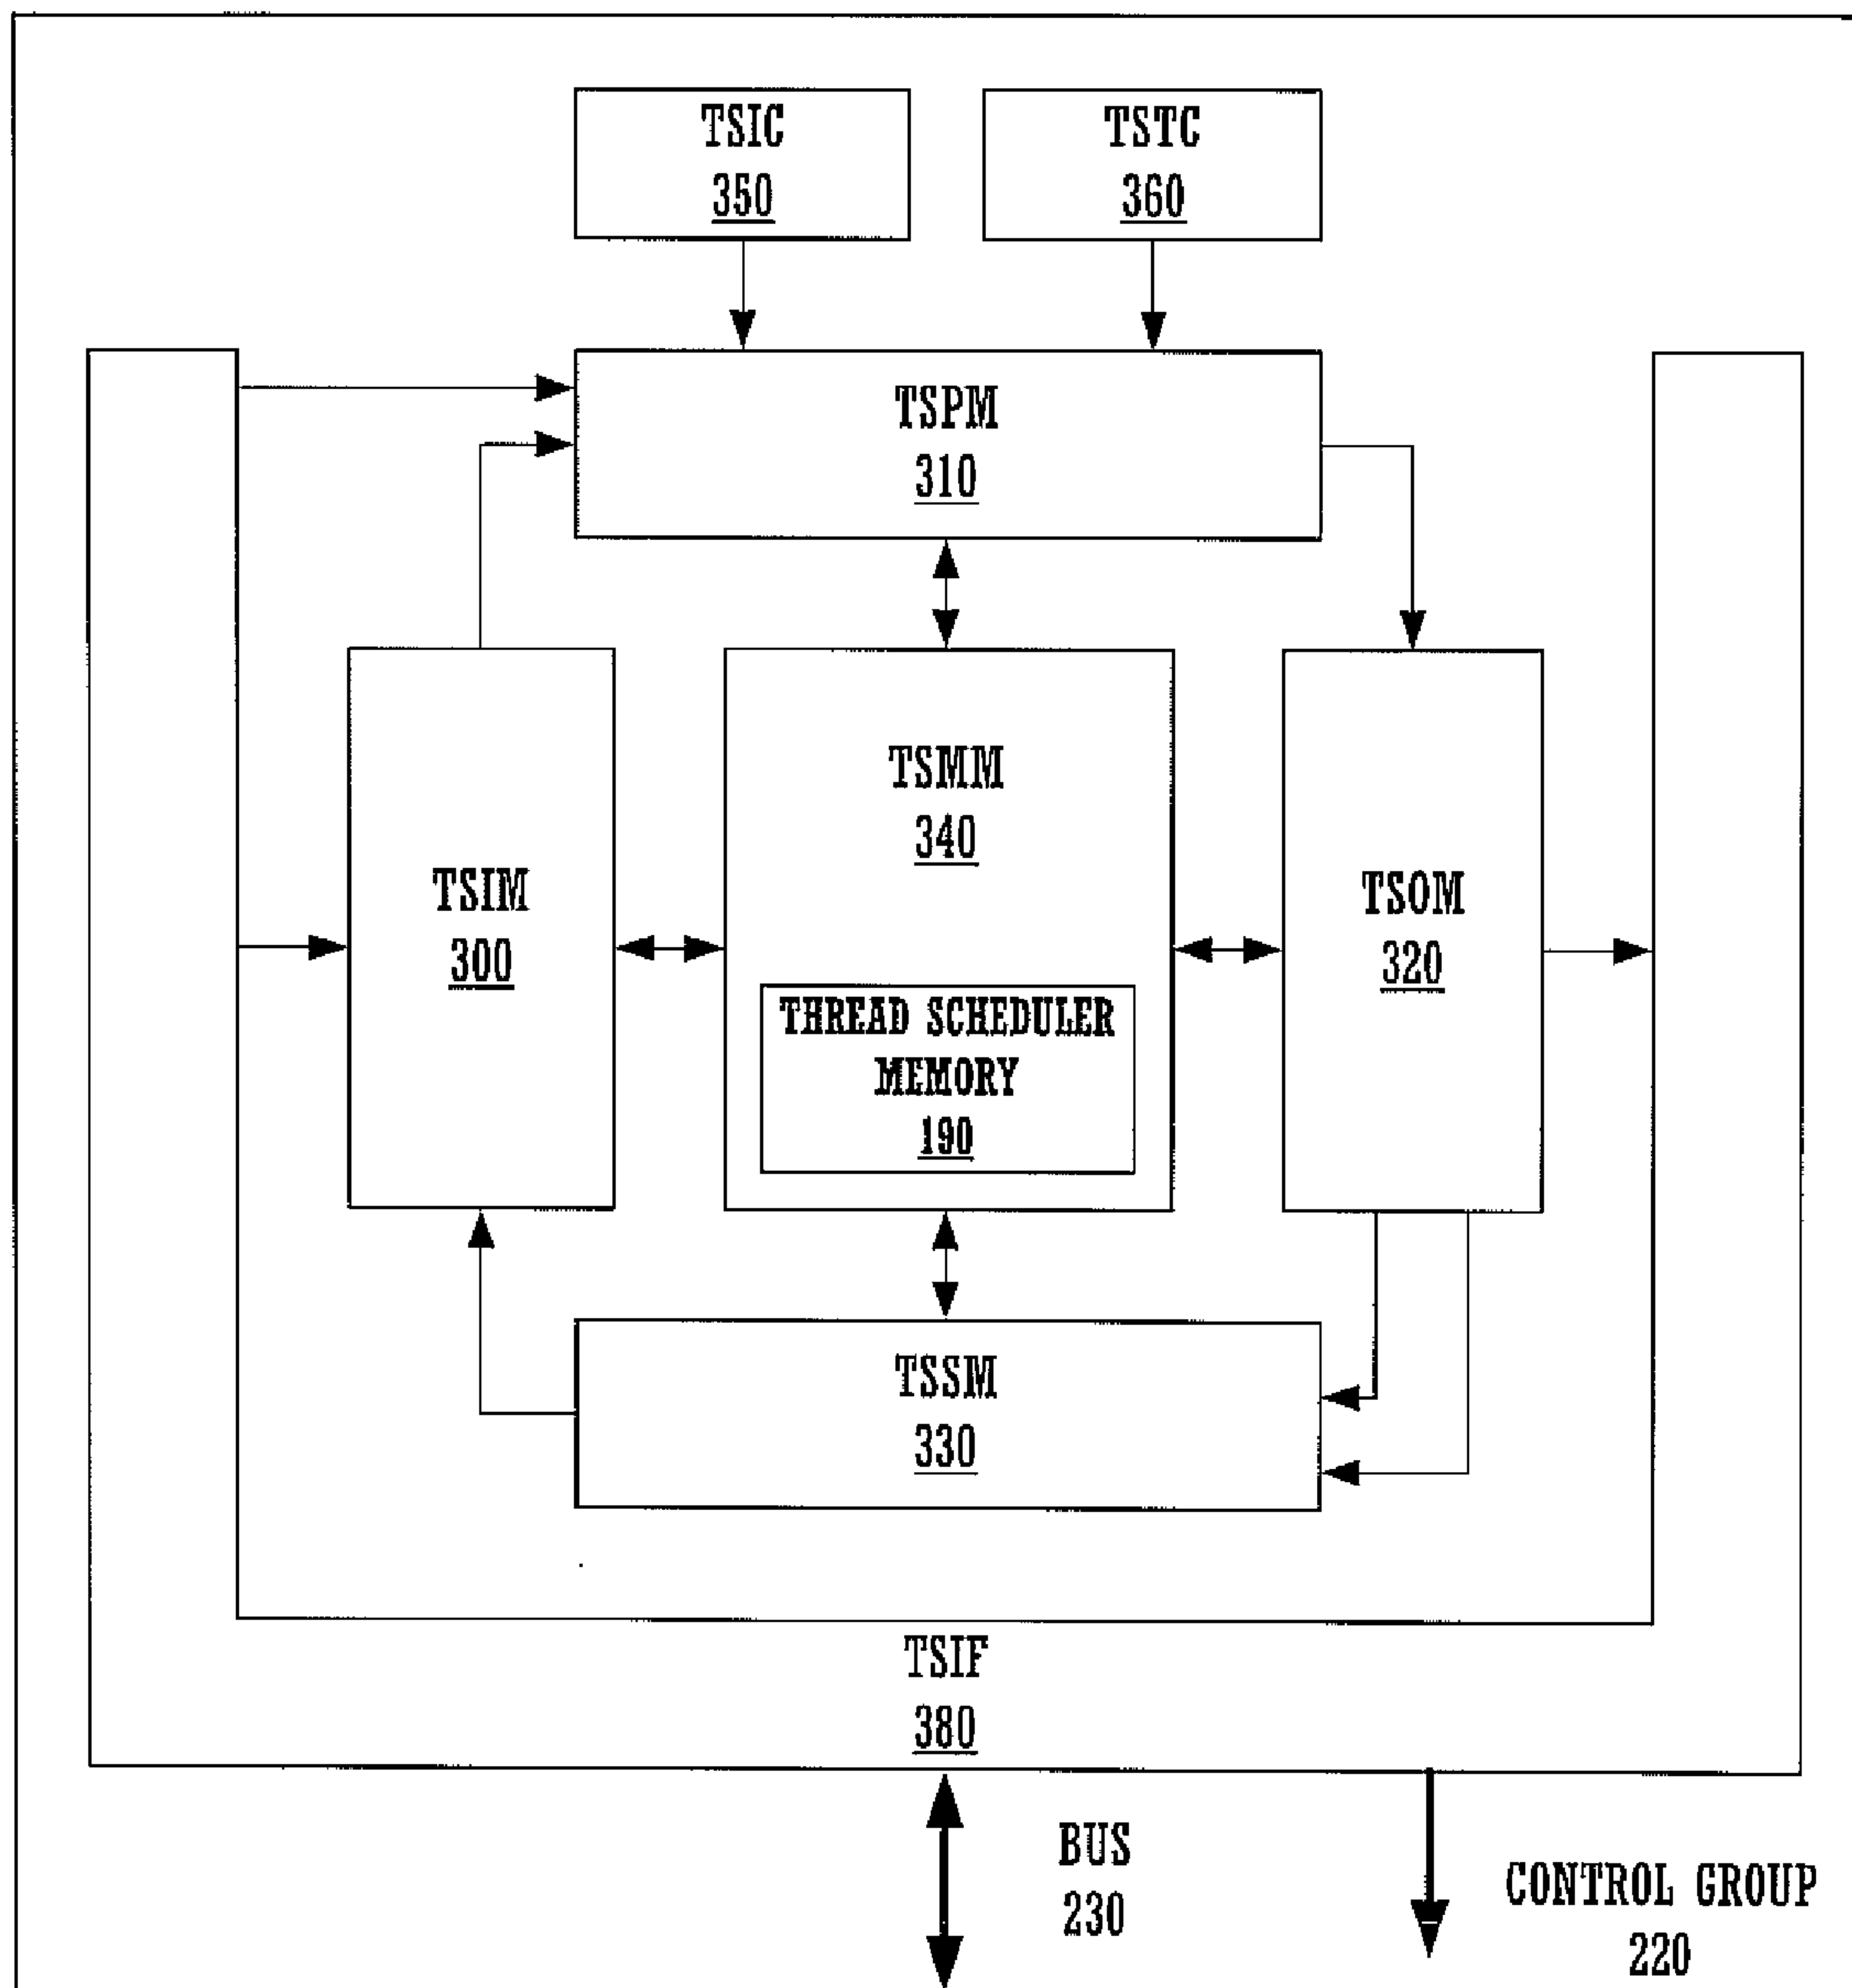 TSIC
350
TSTC
360
TSPM
310
TSIM
300
TSMM
340
THREAD SCHEDULER
MEMORY
190
TSOM
320
TSSM
330
TSIF
380
BUS
230
CONTROL GROUP
220